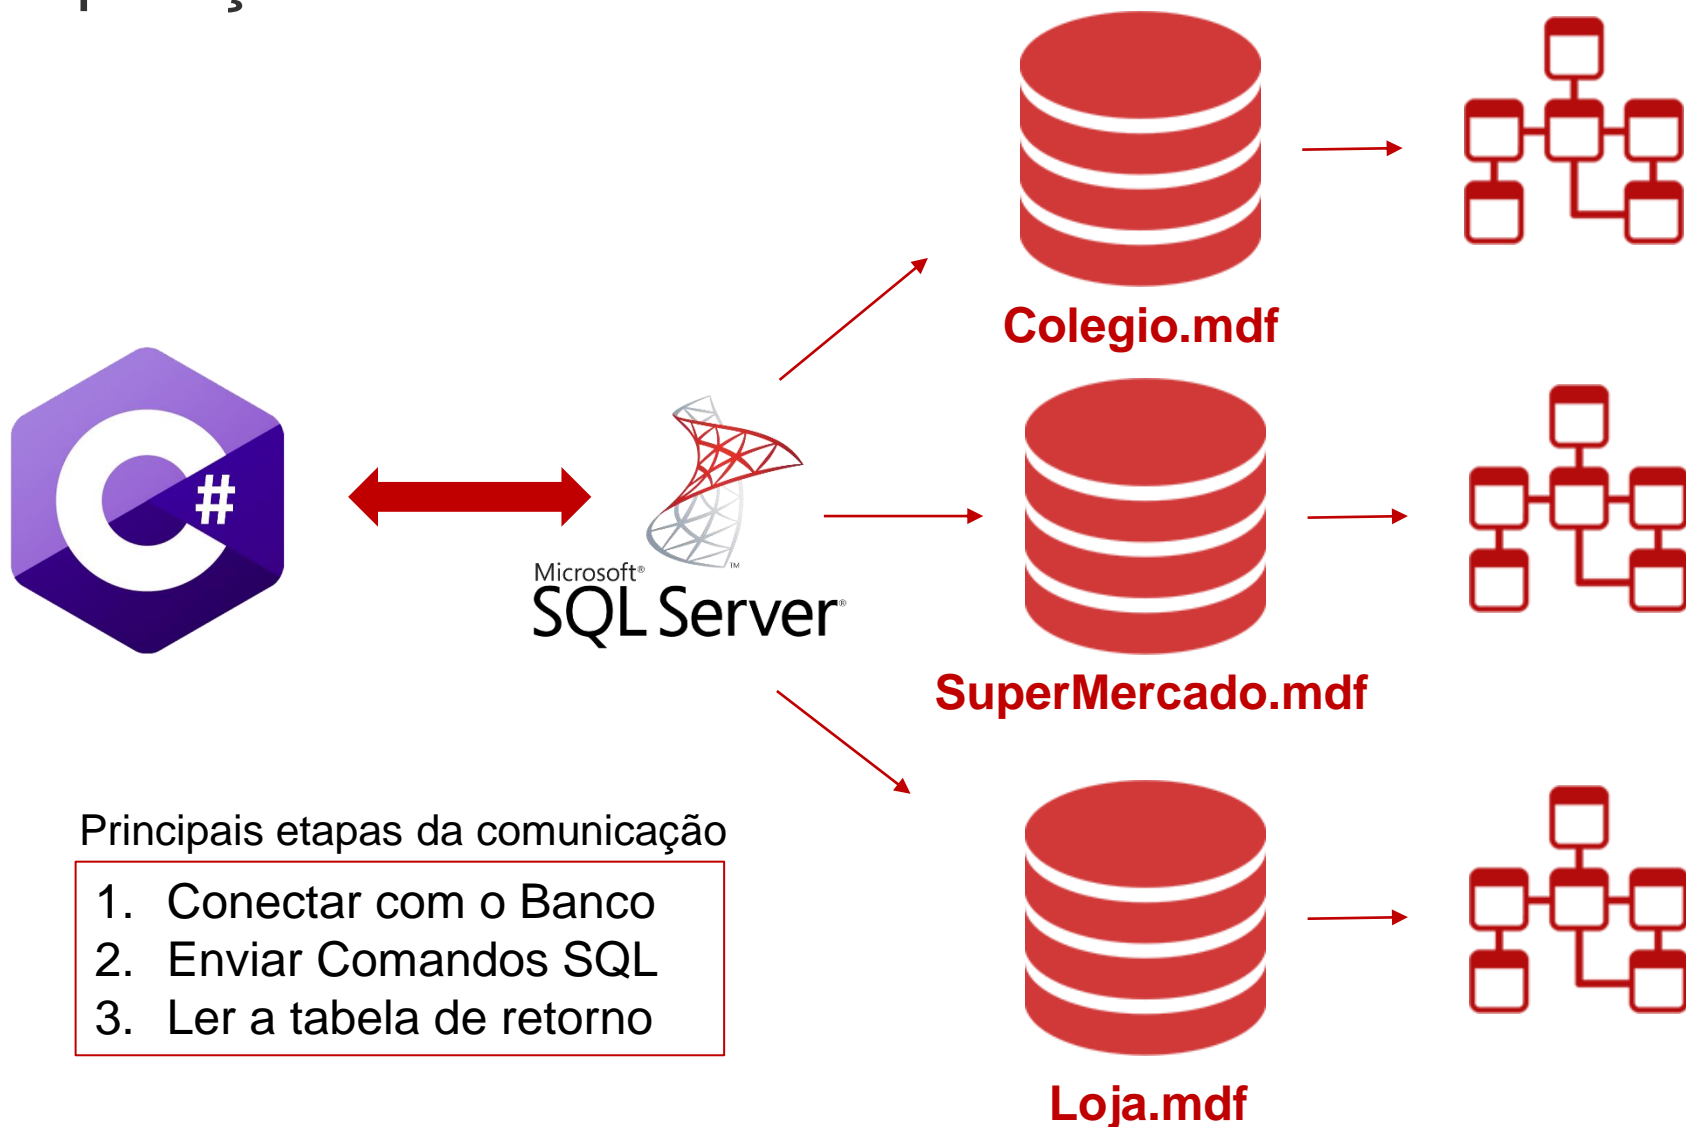 Colegio.mdf
C#
Microsoft®
SQL Server®
TM
SuperMercado.mdf
Principais etapas da comunicação
1. Conectar com o Banco
2. Enviar Comandos SQL
3. Ler a tabela de retorno
Loja.mdf